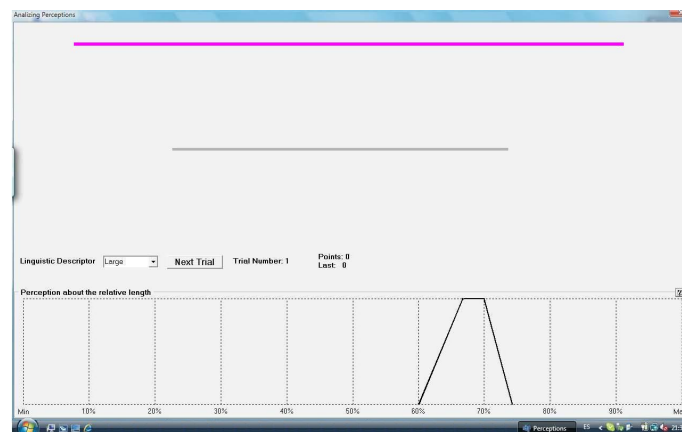 Analizing Perceptions
Linguistic Descriptor Large Next Trial Trial Number: 1 Points: 0
Last: 0
Perception about the relative length
Min 10% 20% 30% 40% 50% 60% 70% 80% 90%
Perceptions ES